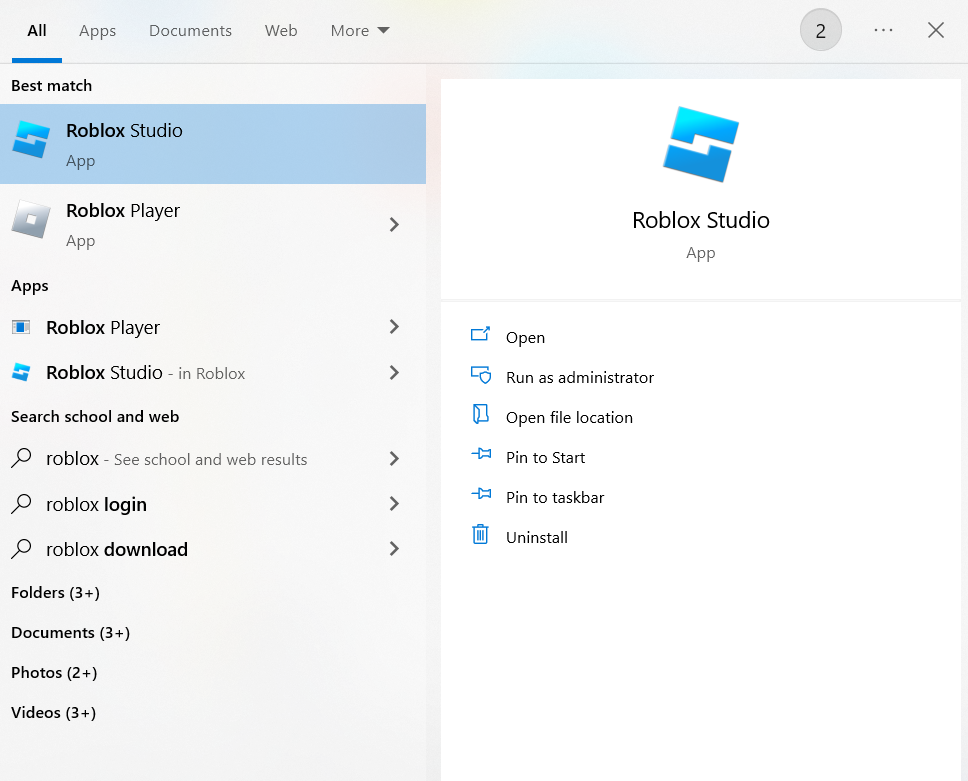 All Apps Documents Web More 2 ...
Best match
Roblox Studio
App
Roblox Player
App
Apps
Roblox Player
Roblox Studio - in Roblox
Search school and web
roblox - See school and web results
roblox login
roblox download
Folders (3+)
Documents (3+)
Photos (2+)
Videos (3+)
Roblox Studio
App
Open
Run as administrator
Open file location
Pin to Start
Pin to taskbar
Uninstall